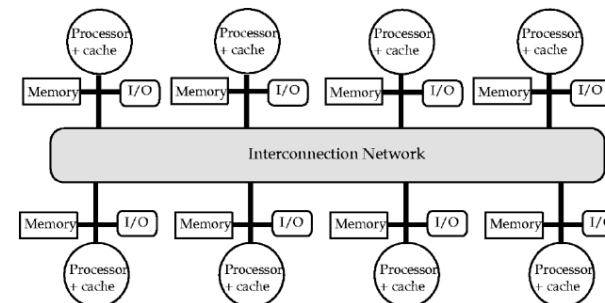 Processor
+ cache
Processor
+ cache
Processor
+ cache
Processor
+ cache
Memory I/O
Memory I/O
Memory I/O
Memory I/O
Interconnection Network
Memory I/O
Memory I/O
Memory I/O
Memory I/O
Processor
+ cache
Processor
+ cache
Processor
+ cache
Processor
+ cache